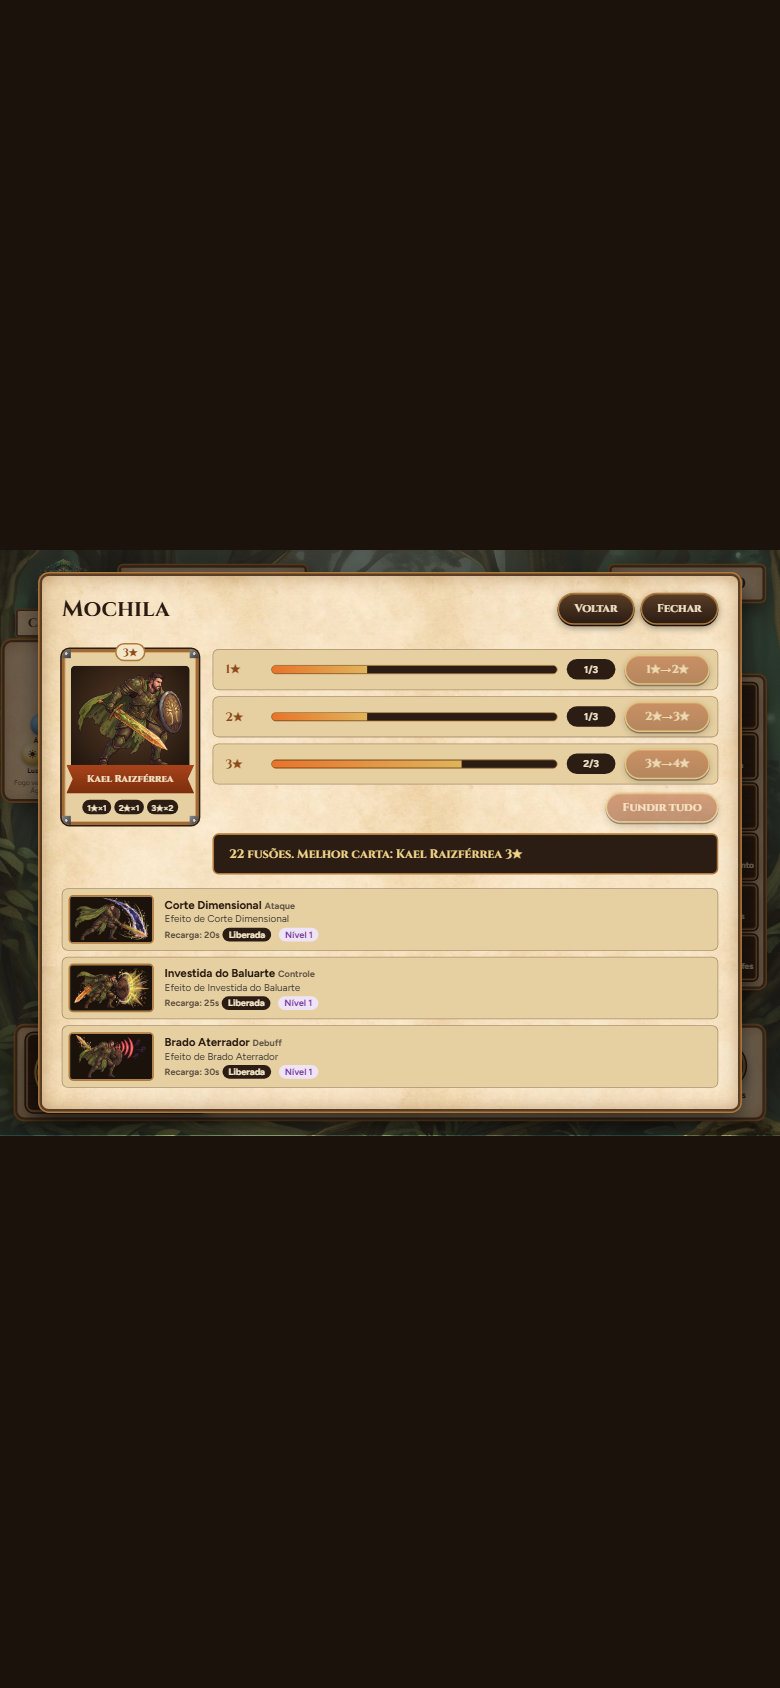 Mochila
Voltar
Fechar
3★
Kael Raizférrea
1★×1 2★×1 3★×2
1★ 1/3 1★→2★
2★ 1/3 2★→3★
3★ 2/3 3★→4★
Fundir tudo
22 fusões. Melhor carta: Kael Raizférrea 3★
Corte Dimensional Ataque
Efeito de Corte Dimensional
Recarga: 20s Liberada Nível 1
Investida do Baluarte Controle
Efeito de Investida do Baluarte
Recarga: 25s Liberada Nível 1
Brado Aterrador Debuff
Efeito de Brado Aterrador
Recarga: 30s Liberada Nível 1